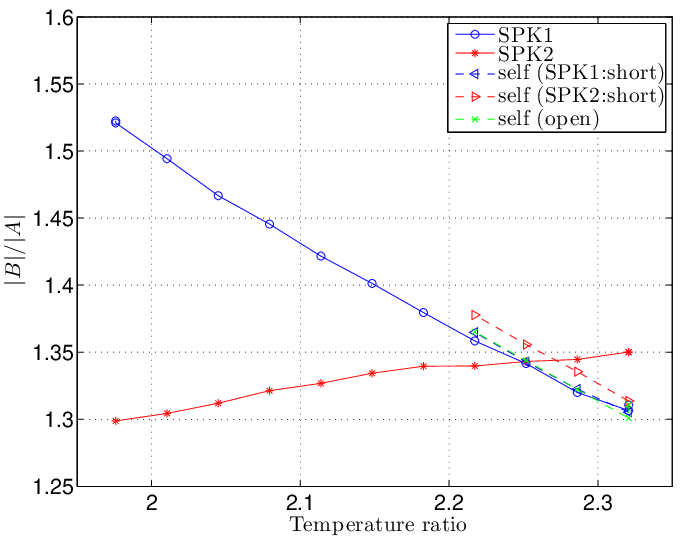 1.6
1.55
1.5
1.45
1.4
1.35
1.3
1.25
|B|/|A|
SPK1
SPK2
self (SPK1:short)
self (SPK2:short)
self (open)
2
2.1
2.2
2.3
Temperature ratio